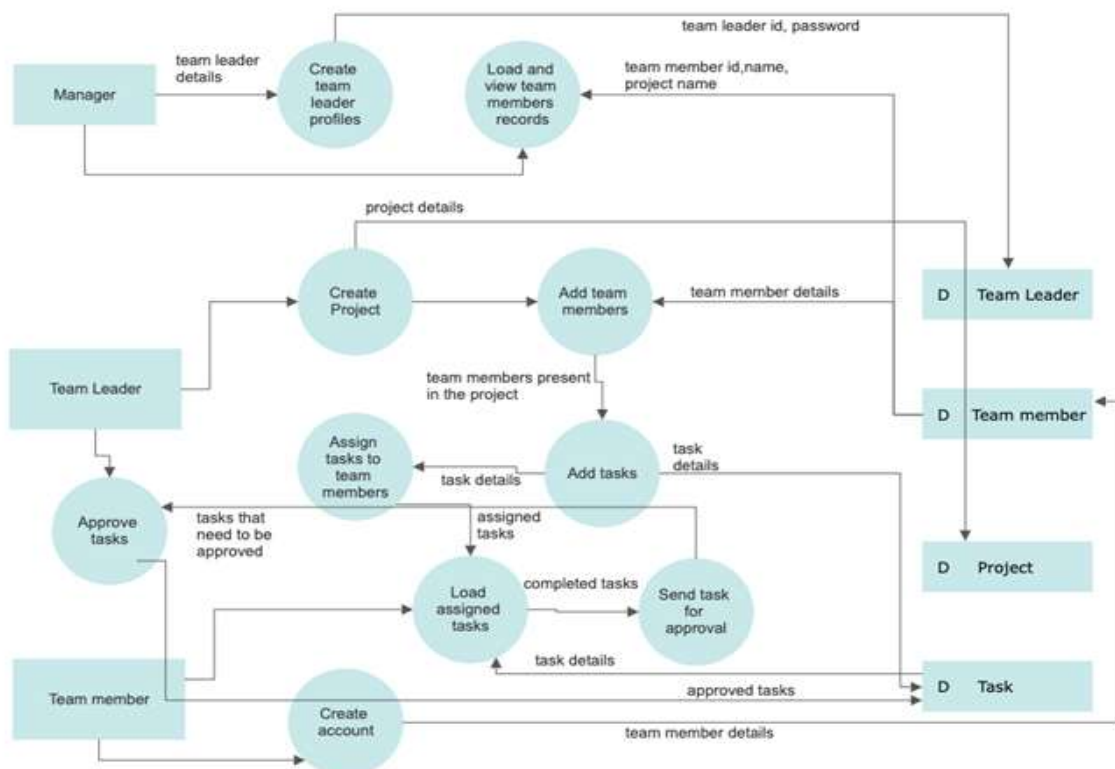 team leader id, password
team leader
details
Create
team
leader
profiles
Load and
view team
members
records
team member id,name,
project name
Manager
project details
Create
Project
Add team
members
team member details
D Team Leader
Team Leader
team members present
in the project
D Team member
Assign
tasks to
team
members
task details
Add tasks
task
details
Approve
tasks
tasks that
need to be
approved
assigned
tasks
D Project
Load
assigned
tasks
completed tasks
Send task
for
approval
task details
D Task
Team member
approved tasks
Create
account
team member details